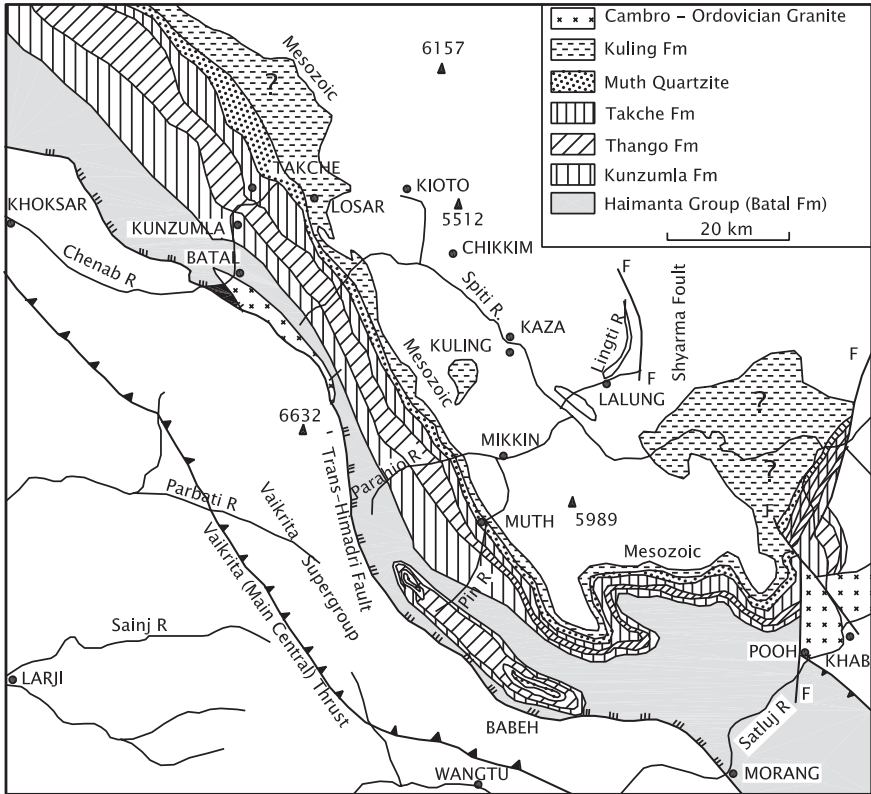 Cambro – Ordovician Granite
Kuling Fm
Muth Quartzite
Takche Fm
Thango Fm
Kunzumla Fm
Haimanta Group (Batal Fm)
20 km
6157
Mesozoic
?
TAKCHE
KIOTO
LOSAR
5512
KHOKSAR
KUNZUMLA
CHIKKIM
BATAL
Chenab R
Spiti R.
F
KAZA
Lingti R
Shyarma Foult
KULING
Mesozoic
F
F
LALUNG
?
6632
MIKKIN
Parahio R
?
Parbati R
Vaikrita
Supergroup
Trans–Himadri Fault
MUTH
5989
F
Mesozoic
Vaikrita (Main Central) Thrust
Pin R
Sainj R
POOH
KHAB
LARJI
F
BABEH
Satluj R
WANGTU
MORANG